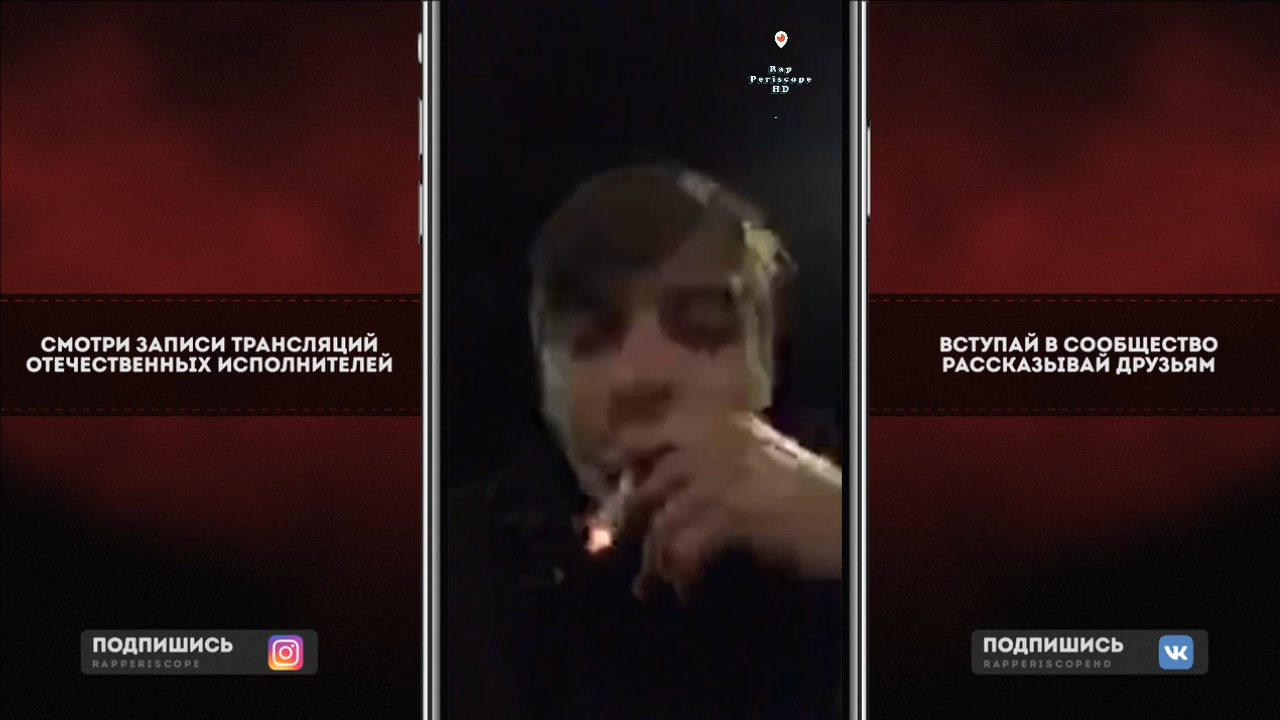 Rap
Periscope
HD
СМОТРИ ЗАПИСИ ТРАНСЛЯЦИЙ
ОТЕЧЕСТВЕННЫХ ИСПОЛНИТЕЛЕЙ
ВСТУПАЙ В СООБЩЕСТВО
РАССКАЗЫВАЙ ДРУЗЬЯМ
ПОДПИШИСЬ
RAPPERISCOPE
ПОДПИШИСЬ
RAPPERISCOPEHD